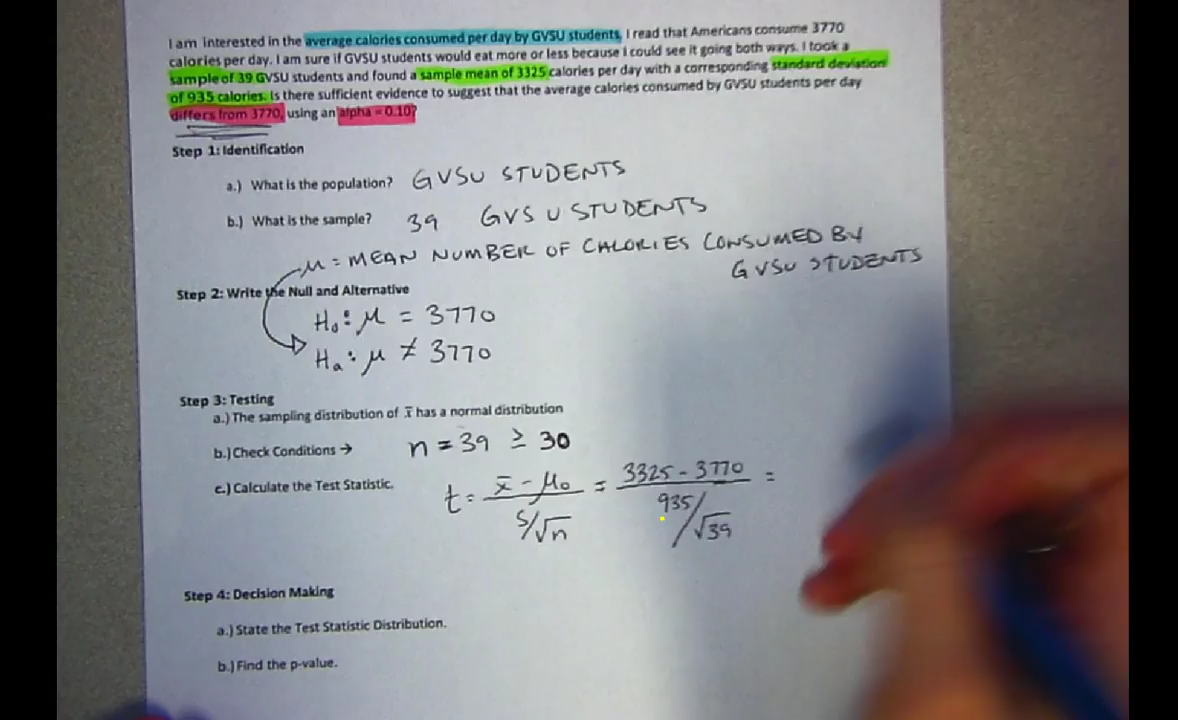 I am interested in the average calories consumed per day by GVSU students. I read that Americans consume 3770
calories per day. I am sure if GVSU students would eat more or less because I could see it going both ways. I took a
sample of 39 GVSU students and found a sample mean of 3325 calories per day with a corresponding standard deviation
of 935 calories. Is there sufficient evidence to suggest that the average calories consumed by GVSU students per day
differs from 3770, using an alpha = 0.10?
Step 1: Identification
a.) What is the population? GVSU STUDENTS
b.) What is the sample? 39 GVSU STUDENTS
μ = MEAN NUMBER OF CALORIES CONSUMED BY
GVSU STUDENTS
Step 2: Write the Null and Alternative
H₀: μ = 3770
Hₐ: μ ≠ 3770
Step 3: Testing
a.) The sampling distribution of x̄ has a normal distribution
b.) Check Conditions → n = 39 ≥ 30
c.) Calculate the Test Statistic. t = (x̄ - μ₀)/(s/√n) = (3325 - 3770)/(935/√39) =
Step 4: Decision Making
a.) State the Test Statistic Distribution.
b.) Find the p-value.